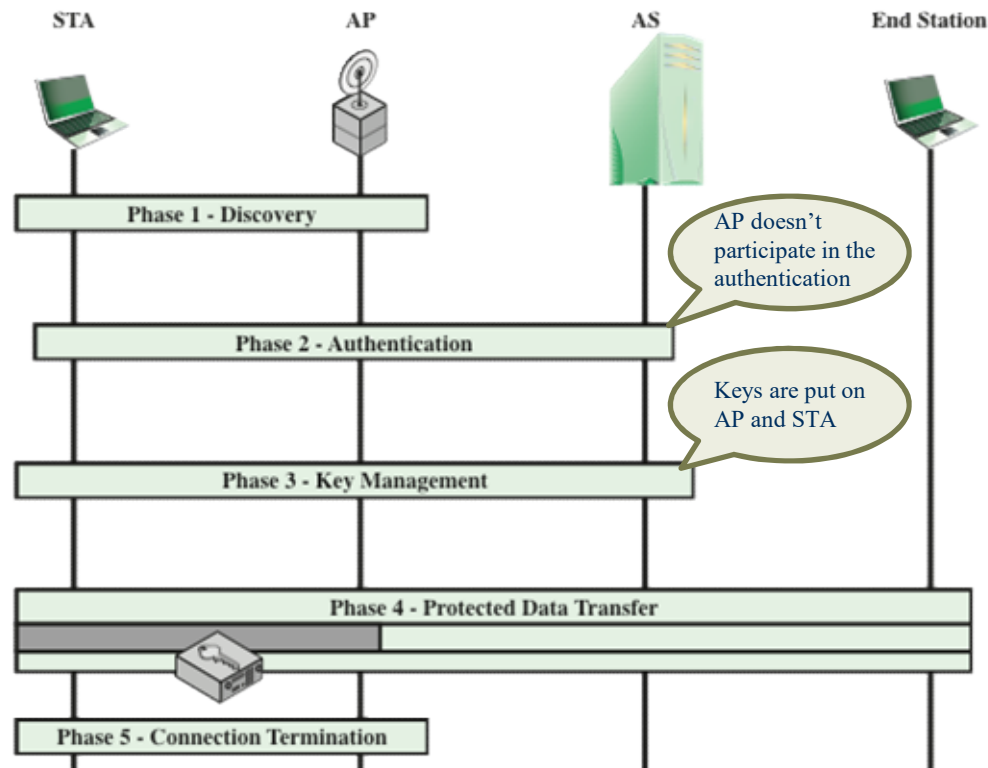 STA
AP
AS
End Station
Phase 1 - Discovery
AP doesn’t
participate in the
authentication
Phase 2 - Authentication
Keys are put on
AP and STA
Phase 3 - Key Management
Phase 4 - Protected Data Transfer
Phase 5 - Connection Termination